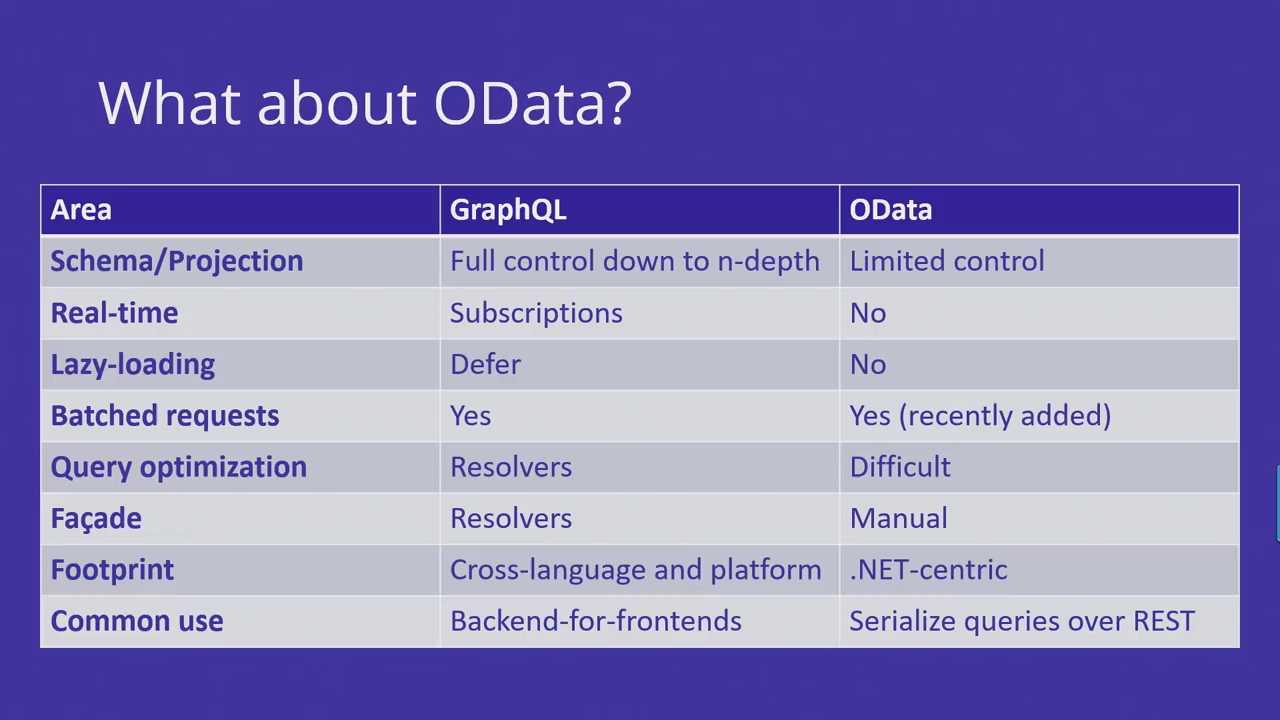 What about OData?
Area GraphQL OData
Schema/Projection Full control down to n-depth Limited control
Real-time Subscriptions No
Lazy-loading Defer No
Batched requests Yes Yes (recently added)
Query optimization Resolvers Difficult
Façade Resolvers Manual
Footprint Cross-language and platform .NET-centric
Common use Backend-for-frontends Serialize queries over REST